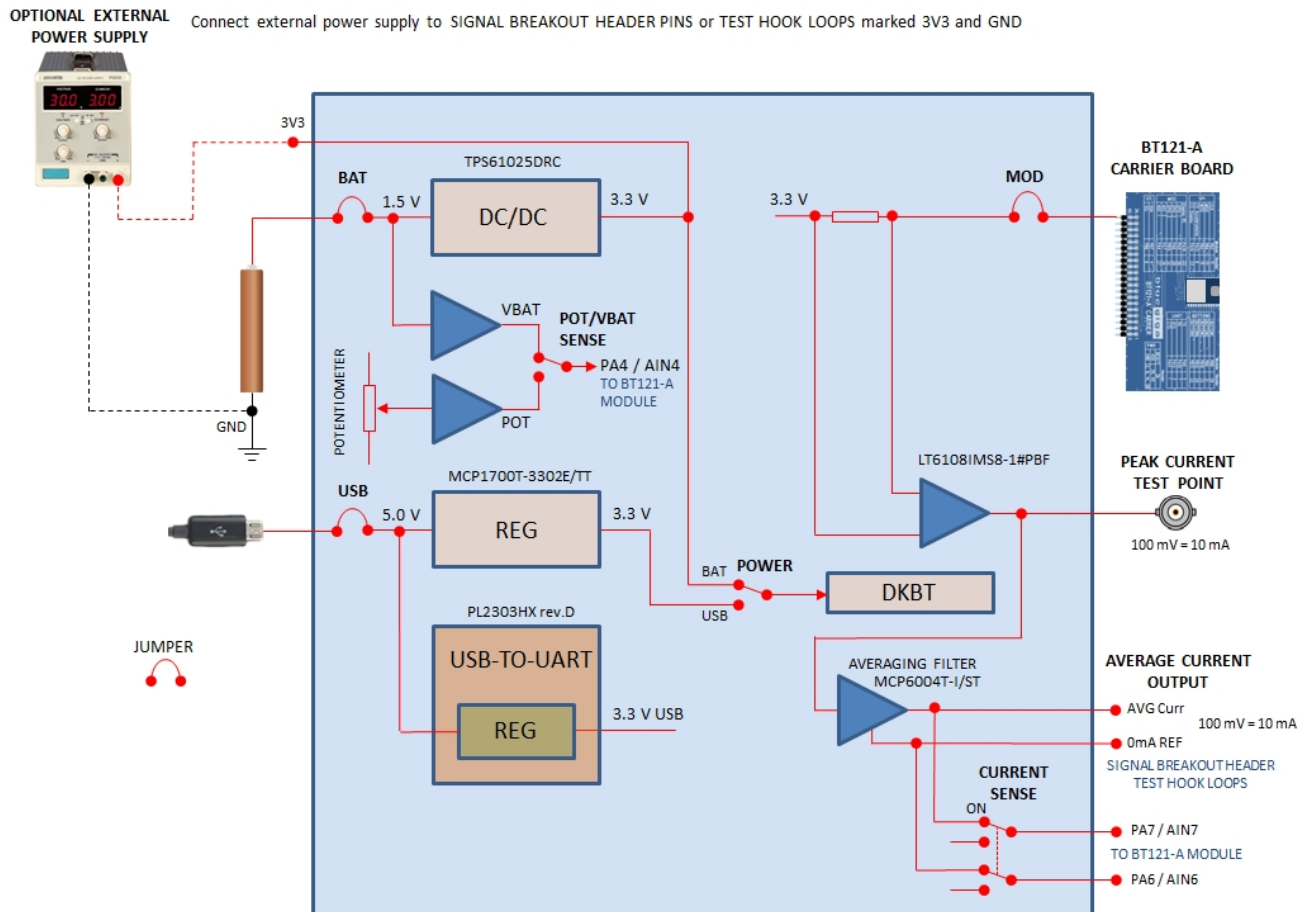 OPTIONAL EXTERNAL
POWER SUPPLY
Connect external power supply to SIGNAL BREAKOUT HEADER PINS or TEST HOOK LOOPS marked 3V3 and GND
30.0 3.00
3V3
TPS61025DRC
BAT
1.5 V
DC/DC
3.3 V
3.3 V
MOD
BT121-A
CARRIER BOARD
VBAT
POT/VBAT
SENSE
PA4 / AIN4
TO BT121-A
MODULE
POTENTIOMETER
POT
GND
MCP1700T-3302E/TT
USB
5.0 V
REG
3.3 V
LT6108IMS8-1#PBF
PEAK CURRENT
TEST POINT
100 mV = 10 mA
BAT
POWER
USB
DKBT
PL2303HX rev.D
USB-TO-UART
REG
3.3 V USB
JUMPER
AVERAGING FILTER
MCP6004T-I/ST
AVERAGE CURRENT
OUTPUT
AVG Curr
100 mV = 10 mA
0mA REF
SIGNAL BREAKOUT HEADER
TEST HOOK LOOPS
CURRENT
SENSE
ON
PA7 / AIN7
TO BT121-A MODULE
PA6 / AIN6